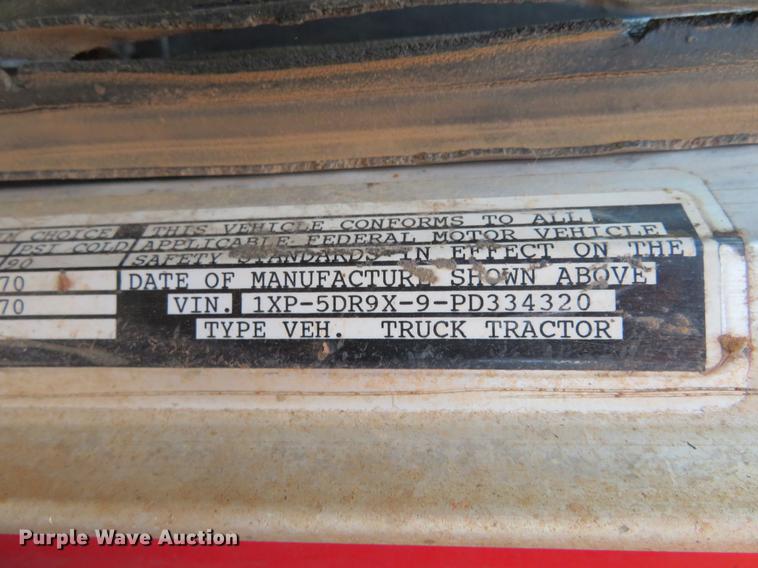 N CHOICE THIS VEHICLE CONFORMS TO ALL
PSI COLD APPLICABLE FEDERAL MOTOR VEHICLE
90 SAFETY STANDARDS IN EFFECT ON THE
70 DATE OF MANUFACTURE SHOWN ABOVE
70 VIN. 1XP-5DR9X-9-PD334320
TYPE VEH. TRUCK TRACTOR
Purple Wave Auction